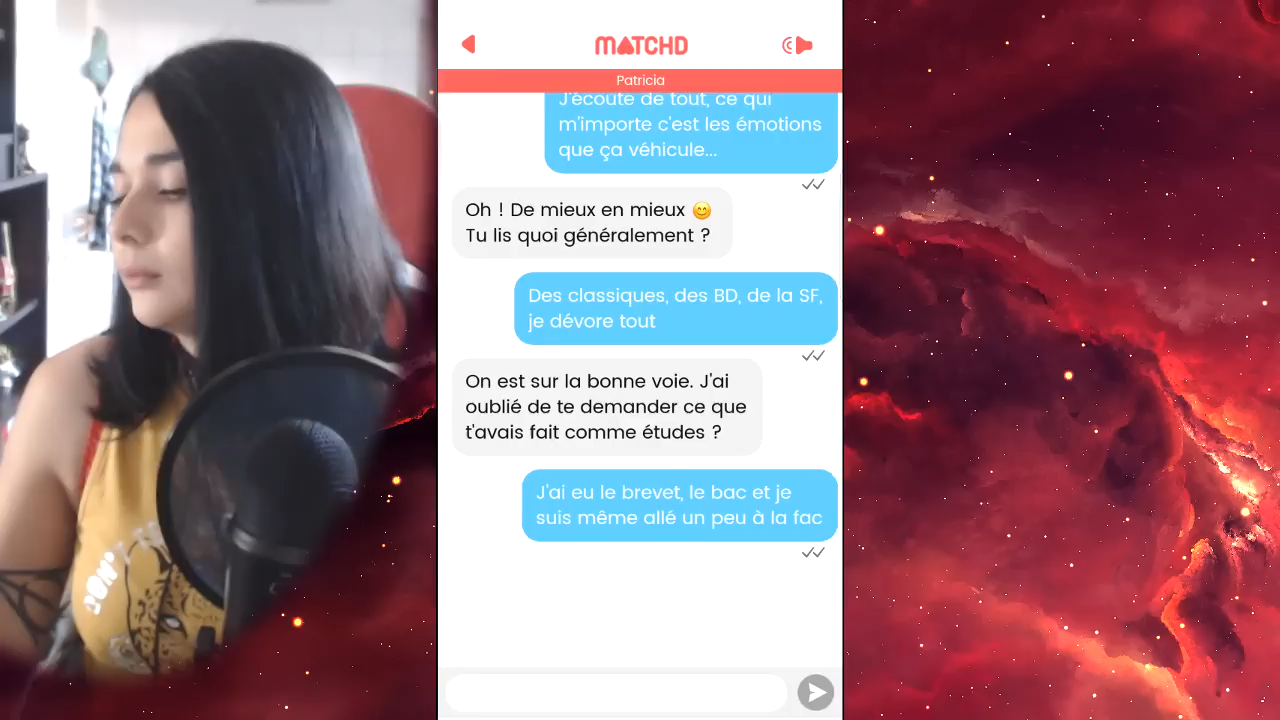 MATCHD
Patricia
J'écoute de tout, ce qui
m'importe c'est les émotions
que ça véhicule...
Oh ! De mieux en mieux 😊
Tu lis quoi généralement ?
Des classiques, des BD, de la SF,
je dévore tout
On est sur la bonne voie. J'ai
oublié de te demander ce que
t'avais fait comme études ?
J'ai eu le brevet, le bac et je
suis même allé un peu à la fac
DON'T